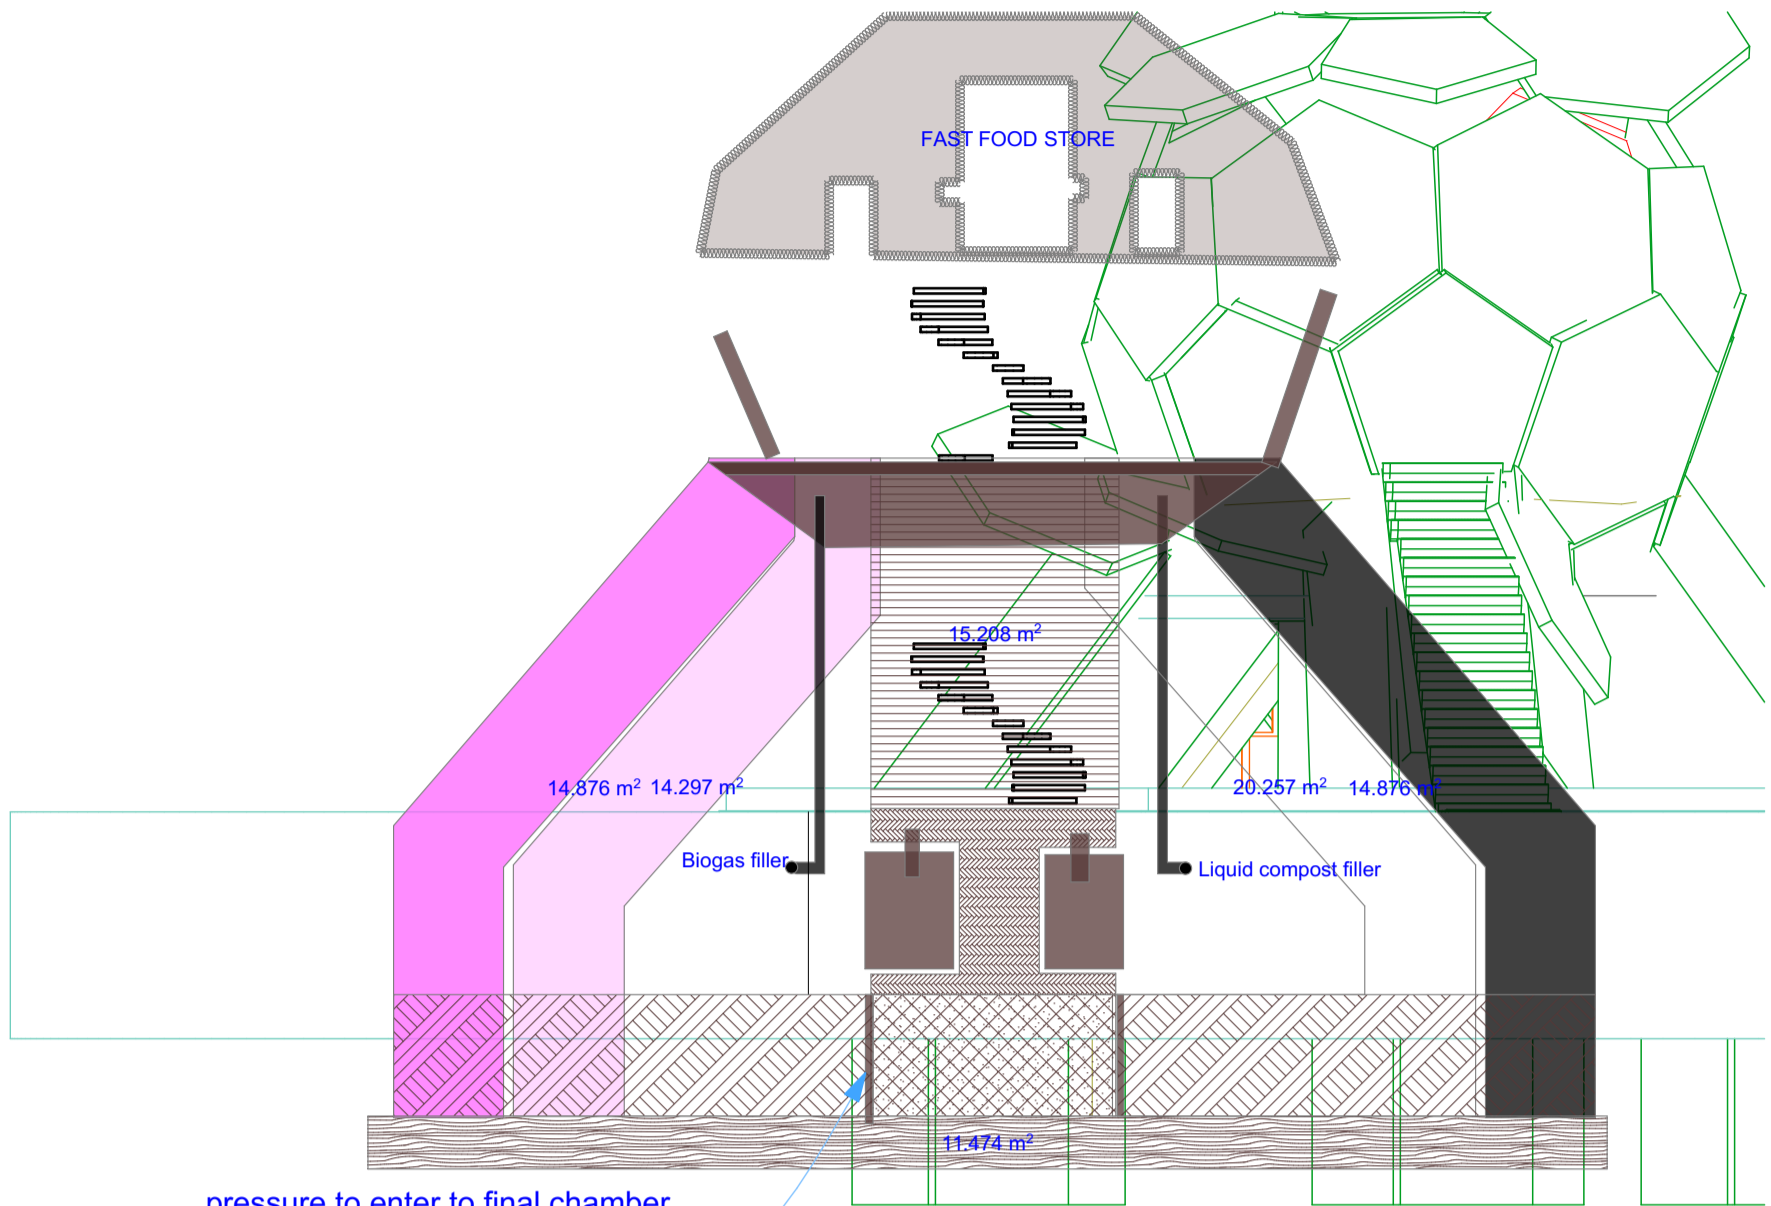 FAST FOOD STORE
15.208 m²
14.876 m² 14.297 m²
20.257 m² 14.876 m²
Biogas filler
Liquid compost filler
11.474 m²
pressure to enter to final chamber